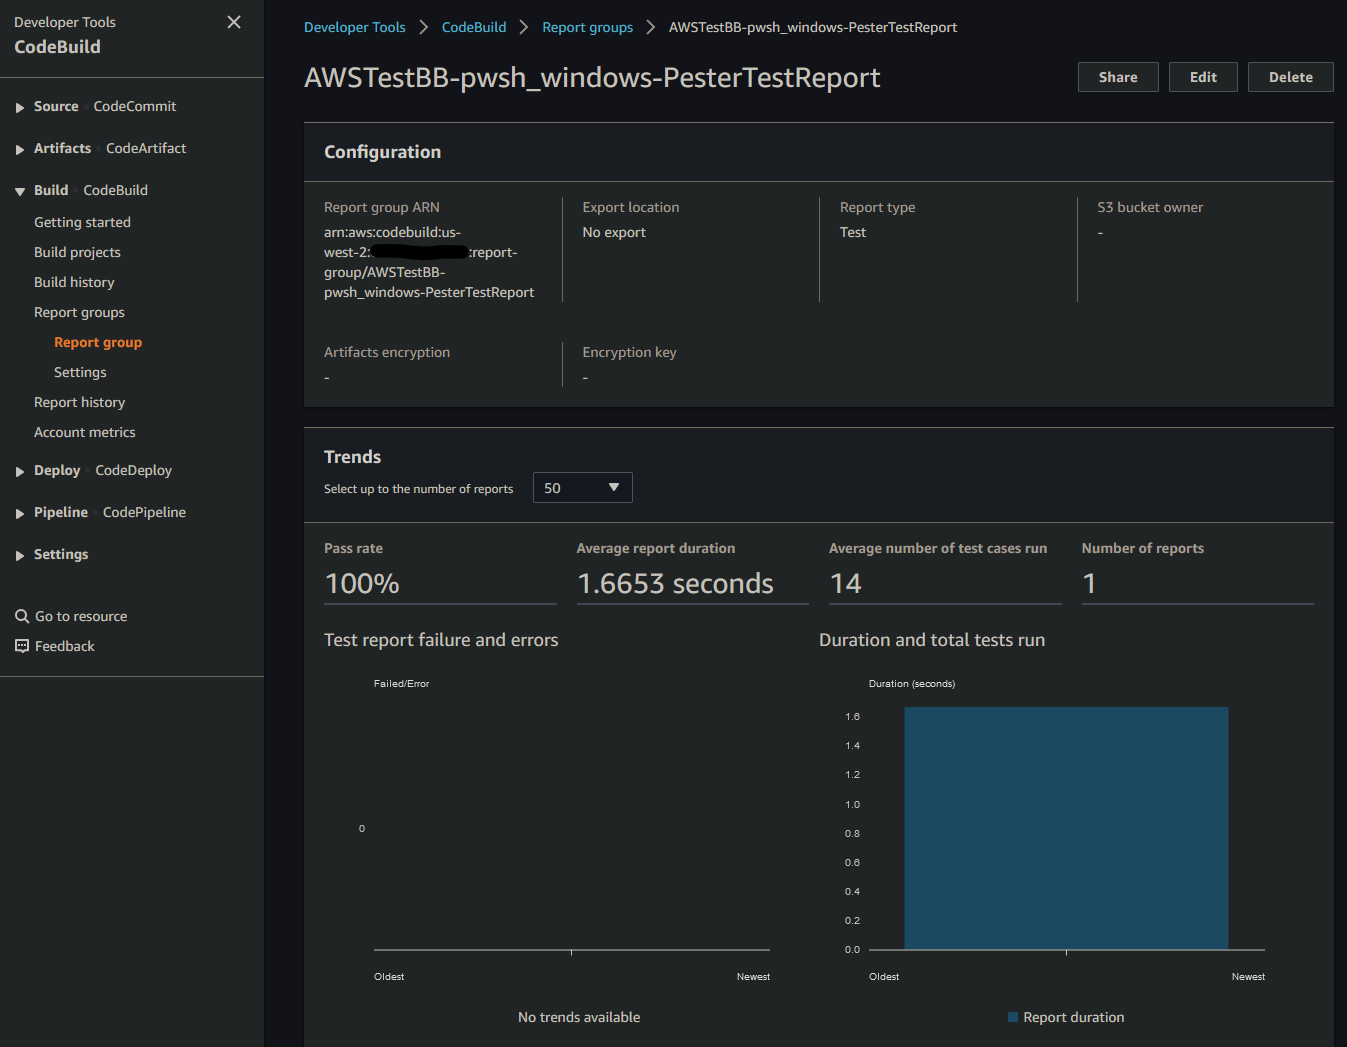 Developer Tools
CodeBuild
Source CodeCommit
Artifacts CodeArtifact
Build CodeBuild
Getting started
Build projects
Build history
Report groups
Report group
Settings
Report history
Account metrics
Deploy CodeDeploy
Pipeline CodePipeline
Settings
Go to resource
Feedback
Developer Tools > CodeBuild > Report groups > AWSTestBB-pwsh_windows-PesterTestReport
AWSTestBB-pwsh_windows-PesterTestReport
Share Edit Delete
Configuration
Report group ARN
arn:aws:codebuild:us-
west-2: :report-
group/AWSTestBB-
pwsh_windows-PesterTestReport
Export location
No export
Report type
Test
S3 bucket owner
-
Artifacts encryption
-
Encryption key
-
Trends
Select up to the number of reports 50
Pass rate
100%
Average report duration
1.6653 seconds
Average number of test cases run
14
Number of reports
1
Test report failure and errors
Failed/Error
0
Oldest Newest
No trends available
Duration and total tests run
Duration (seconds)
1.6
1.4
1.2
1.0
0.8
0.6
0.4
0.2
0.0
Oldest Newest
Report duration